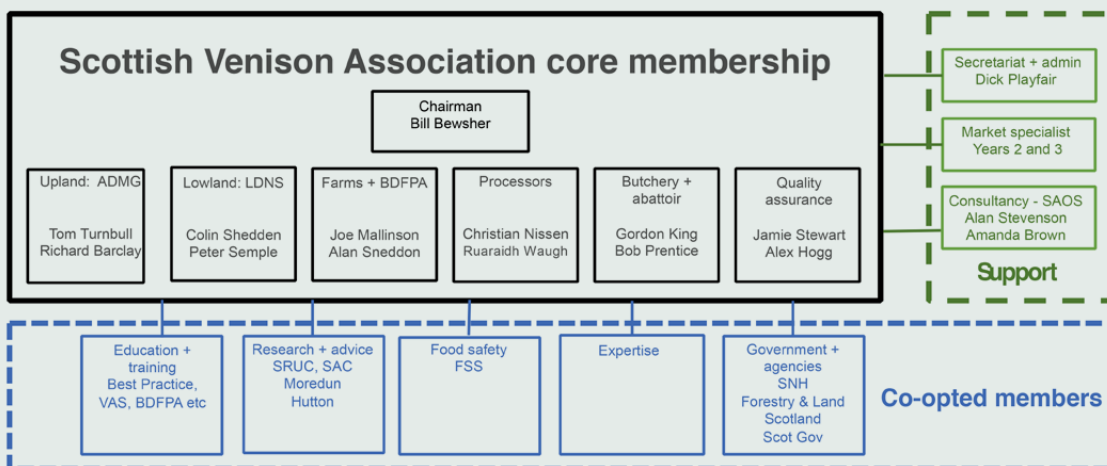 Scottish Venison Association core membership
Chairman
Bill Bewsher
Upland: ADMG
Tom Turnbull
Richard Barclay
Lowland: LDNS
Colin Shedden
Peter Semple
Farms + BDFPA
Joe Mallinson
Alan Sneddon
Processors
Christian Nissen
Ruaraidh Waugh
Butchery +
abattoir
Gordon King
Bob Prentice
Quality
assurance
Jamie Stewart
Alex Hogg
Secretariat + admin
Dick Playfair
Market specialist
Years 2 and 3
Consultancy - SAOS
Alan Stevenson
Amanda Brown
Support
Education +
training
Best Practice,
VAS, BDFPA etc
Research + advice
SRUC, SAC
Moredun
Hutton
Food safety
FSS
Expertise
Government +
agencies
SNH
Forestry & Land
Scotland
Scot Gov
Co-opted members